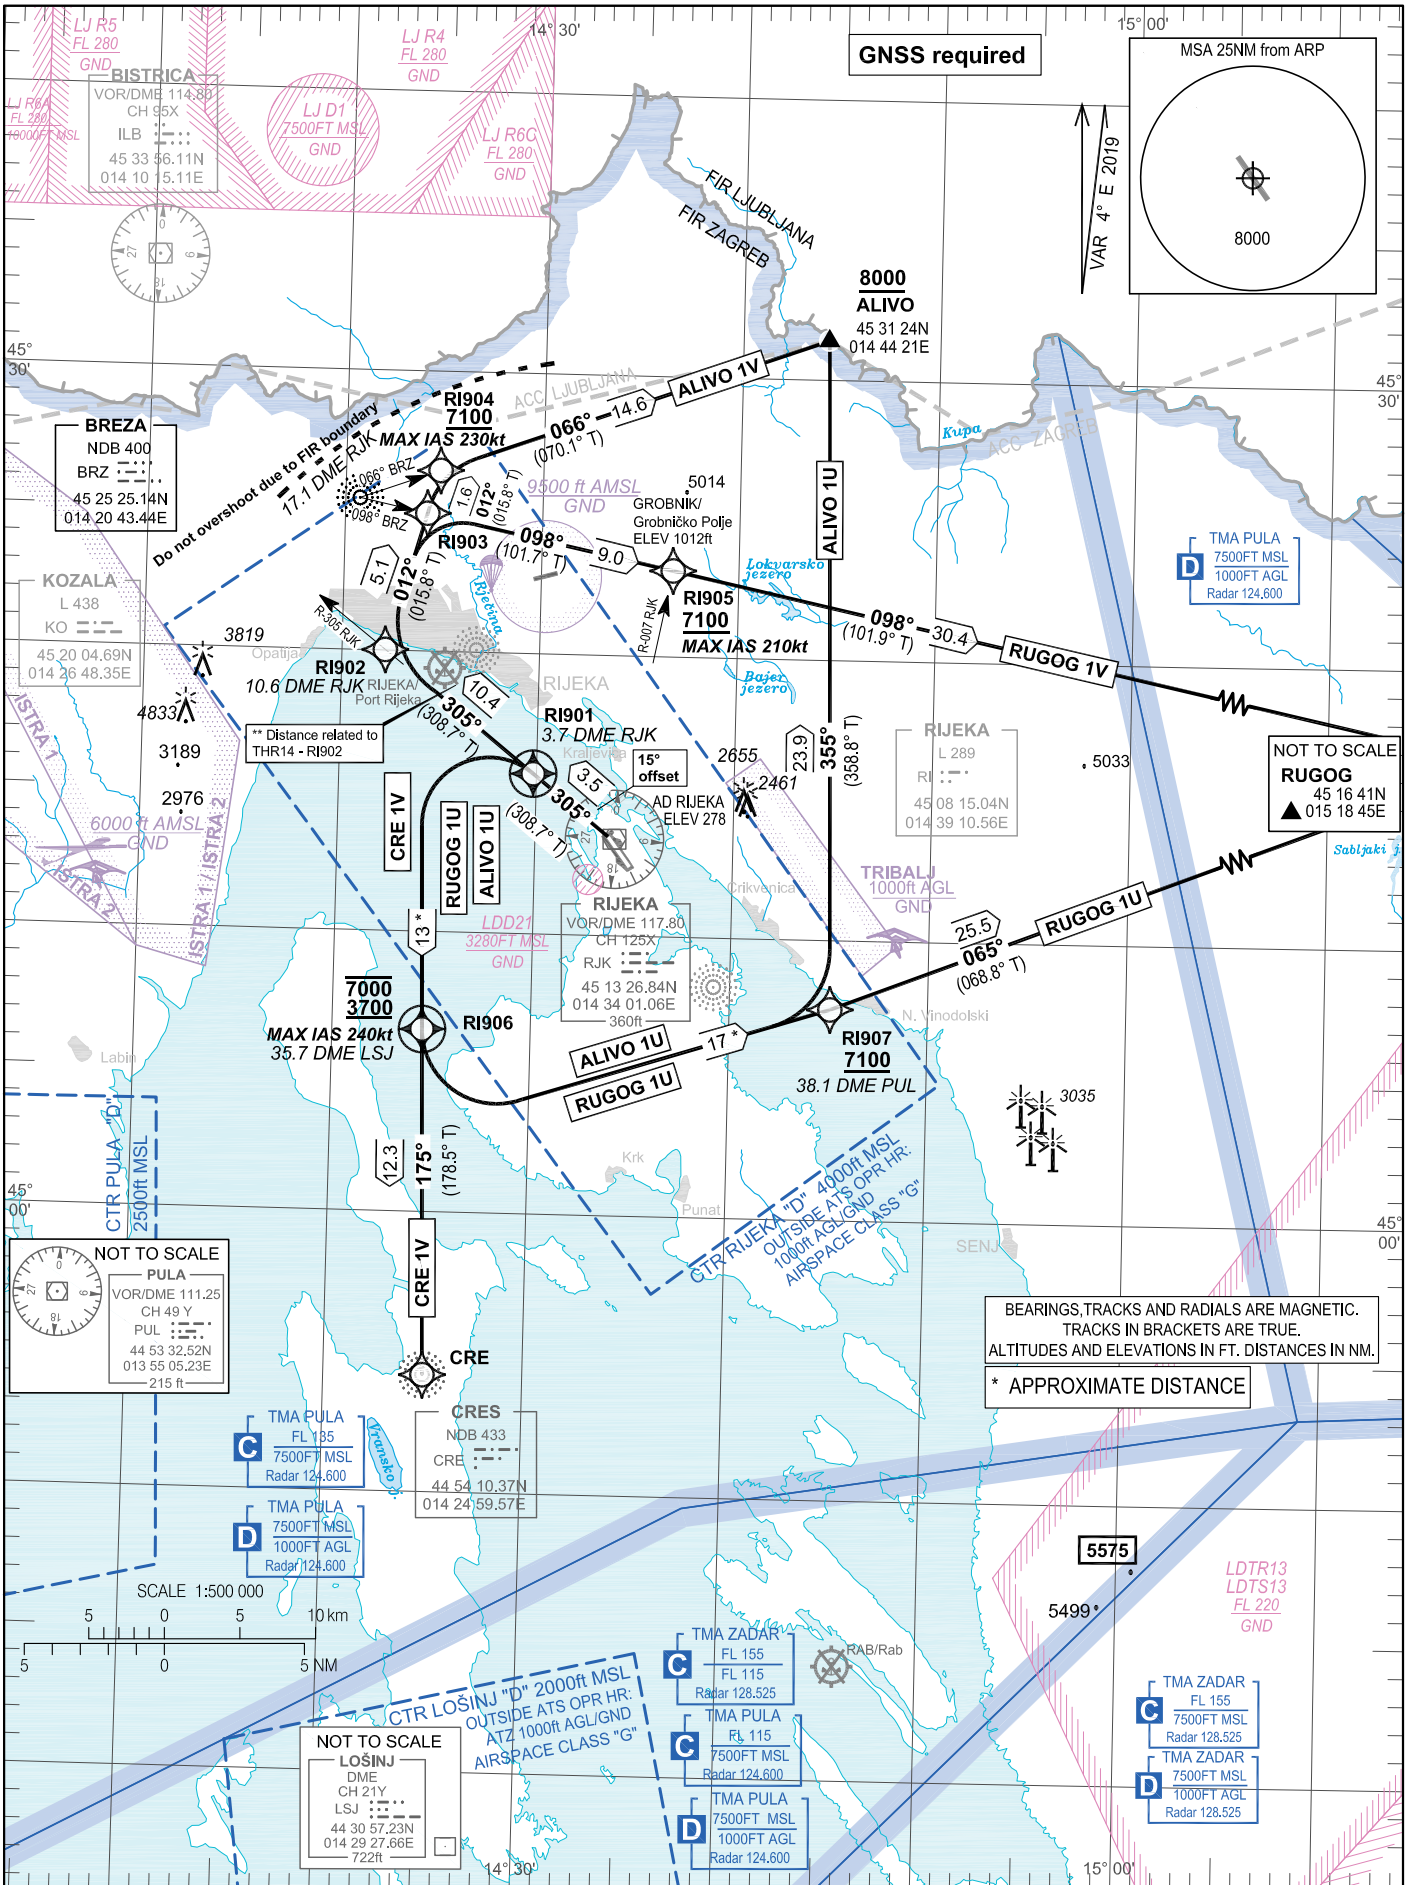 14° 30'
15° 00'
LJ R5
FL 280
GND
LJ R4
FL 280
GND
GNSS required
MSA 25NM from ARP
8000
VAR 4° E 2019
BISTRICA
VOR/DME 114.80
CH 95X
ILB
45 33 56.11N
014 10 15.11E
LJ R6A
FL 280
10000FT MSL
LJ D1
7500FT MSL
GND
LJ R6C
FL 280
GND
0
9
18
27
FIR LJUBLJANA
FIR ZAGREB
8000
ALIVO
45 31 24N
014 44 21E
45°
30'
45°
30'
ACC LJUBLJANA
ACC ZAGREB
Kupa
ALIVO 1V
14.6
066°
(070.1° T)
RI904
7100
MAX IAS 230kt
Do not overshoot due to FIR boundary
17.1 DME RJK
BREZA
NDB 400
BRZ
45 25 25.14N
014 20 43.44E
066° BRZ
098° BRZ
1.6
012°
(015.8° T)
RI903
9500 ft AMSL
GND
5014
GROBNIK/
Grobničko Polje
ELEV 1012ft
ALIVO 1U
098°
(101.7° T)
9.0
5.1
012°
(015.8° T)
Rječina
Lokvarsko
jezero
TMA PULA
D
7500FT MSL
1000FT AGL
Radar 124.600
KOZALA
L 438
KO
45 20 04.69N
014 26 48.35E
R-305 RJK
R-007 RJK
RI905
7100
MAX IAS 210kt
098°
(101.9° T)
30.4
RUGOG 1V
3819
Opatija
RI902
10.6 DME RJK
RIJEKA/
Port Rijeka
RIJEKA
Bajer
jezero
4833
3189
2976
** Distance related to
THR14 - RI902
10.4
305°
(308.7° T)
RI901
3.7 DME RJK
Kraljevica
15°
offset
3.5
305°
(308.7° T)
AD RIJEKA
ELEV 278
2655
2461
23.9
355°
(358.8° T)
RIJEKA
L 289
RI
45 08 15.04N
014 39 10.56E
5033
NOT TO SCALE
RUGOG
45 16 41N
015 18 45E
Sabljaki j
ISTRA 1
ISTRA 2
6000 ft AMSL
GND
ISTRA 1 / ISTRA 2
CRE 1V
RUGOG 1U
ALIVO 1U
13 *
0
9
18
27
LDD21
3280FT MSL
GND
RIJEKA
VOR/DME 117.80
CH 125X
RJK
45 13 26.84N
014 34 01.06E
360ft
Crikvenica
TRIBALJ
1000ft AGL
GND
25.5
065°
(068.8° T)
RUGOG 1U
7000
3700
MAX IAS 240kt
35.7 DME LSJ
RI906
Labin
ALIVO 1U
17 *
RUGOG 1U
RI907
7100
38.1 DME PUL
N. Vinodolski
3035
CTR PULA "D"
2500ft MSL
12.3
175°
(178.5° T)
Krk
Punat
CTR RIJEKA "D" 4000ft MSL
OUTSIDE ATS OPR HR:
1000ft AGL/GND
AIRSPACE CLASS "G"
SENJ
45°
00'
45°
00'
NOT TO SCALE
PULA
VOR/DME 111.25
CH 49 Y
PUL
44 53 32.52N
013 55 05.23E
215 ft
0
9
18
27
CRE 1V
CRE
BEARINGS,TRACKS AND RADIALS ARE MAGNETIC.
TRACKS IN BRACKETS ARE TRUE.
ALTITUDES AND ELEVATIONS IN FT. DISTANCES IN NM.
* APPROXIMATE DISTANCE
CRES
NDB 433
CRE
44 54 10.37N
014 24 59.57E
TMA PULA
C
FL 135
7500FT MSL
Radar 124.600
Vransko j.
TMA PULA
D
7500FT MSL
1000FT AGL
Radar 124.600
SCALE 1:500 000
5 0 5 10 km
5 0 5 NM
5575
5499
LDTR13
LDTS13
FL 220
GND
RAB/Rab
TMA ZADAR
C
FL 155
FL 115
Radar 128.525
TMA PULA
C
FL 115
7500FT MSL
Radar 124.600
TMA PULA
D
7500FT MSL
1000FT AGL
Radar 124.600
TMA ZADAR
C
FL 155
7500FT MSL
Radar 128.525
TMA ZADAR
D
7500FT MSL
1000FT AGL
Radar 128.525
CTR LOŠINJ "D" 2000ft MSL
OUTSIDE ATS OPR HR:
ATZ 1000ft AGL/GND
AIRSPACE CLASS "G"
NOT TO SCALE
LOŠINJ
DME
CH 21Y
LSJ
44 30 57.23N
014 29 27.66E
722ft
14° 30'
15° 00'